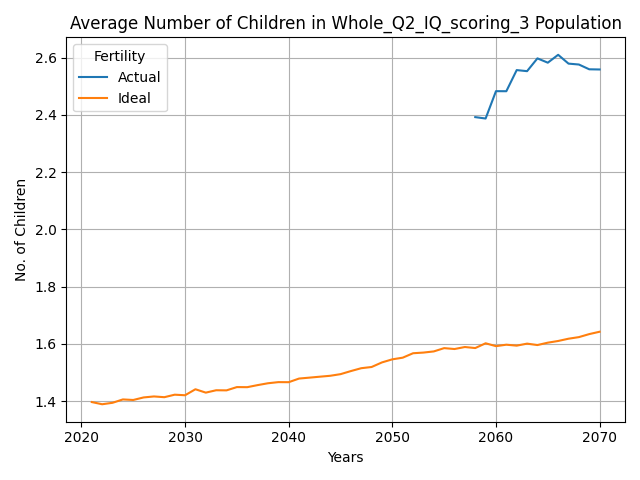 Average Number of Children in Whole_Q2_IQ_scoring_3 Population
Fertility
Actual
Ideal
No. of Children
2.6
2.4
2.2
2.0
1.8
1.6
1.4
2020
2030
2040
2050
2060
2070
Years